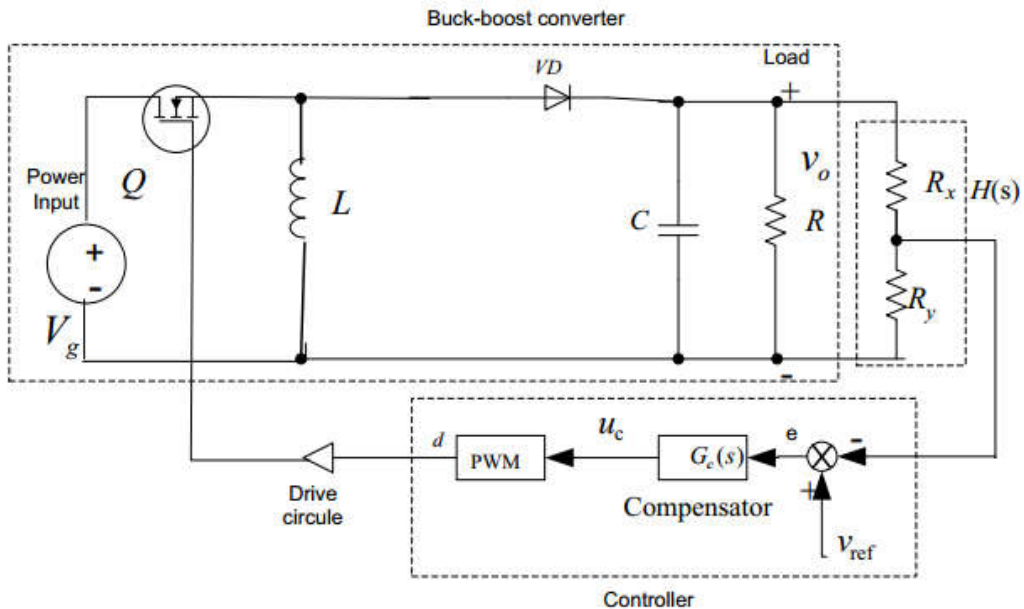 Buck-boost converter
VD
Load
+
Power
Input
Q
L
C
v_o
R
R_x
H(s)
+
-
R_y
V_g
-
d
PWM
u_c
G_c(s)
e
-
+
Drive
circule
Compensator
v_ref
Controller